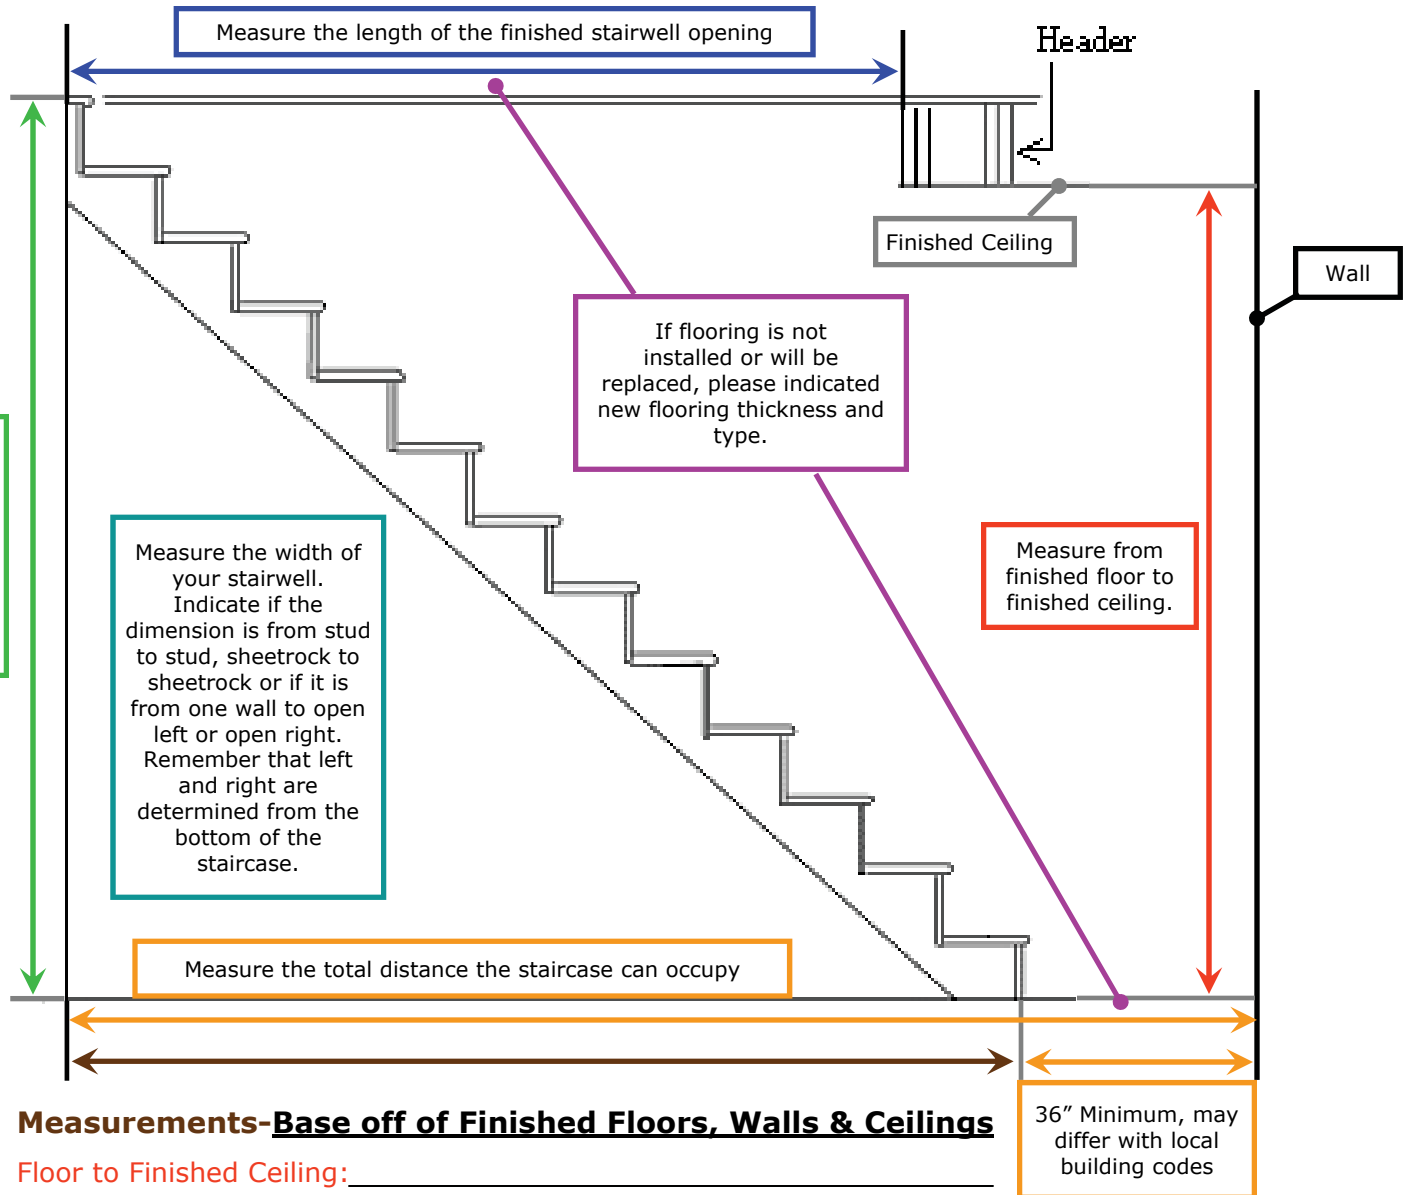 Measure the length of the finished stairwell opening
Header
Finished Ceiling
Wall
If flooring is not
installed or will be
replaced, please indicated
new flooring thickness and
type.
Measure the width of
your stairwell.
Indicate if the
dimension is from stud
to stud, sheetrock to
sheetrock or if it is
from one wall to open
left or open right.
Remember that left
and right are
determined from the
bottom of the
staircase.
Measure from
finished floor to
finished ceiling.
Measure the total distance the staircase can occupy
36” Minimum, may
differ with local
building codes
Measurements-Base off of Finished Floors, Walls & Ceilings
Floor to Finished Ceiling: